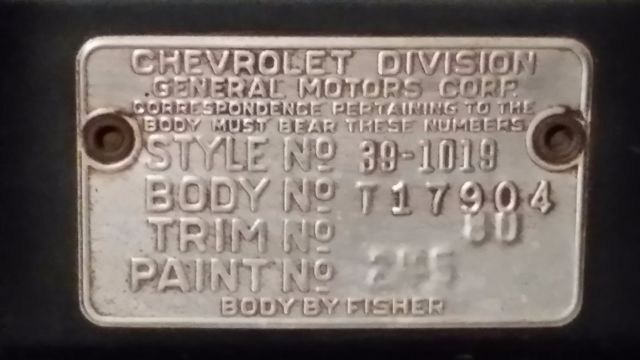 CHEVROLET DIVISION
GENERAL MOTORS CORP.
CORRESPONDENCE PERTAINING TO THE
BODY MUST BEAR THESE NUMBERS
STYLE Nº 39-1019
BODY Nº T17904
TRIM Nº 80
PAINT Nº
BODY BY FISHER